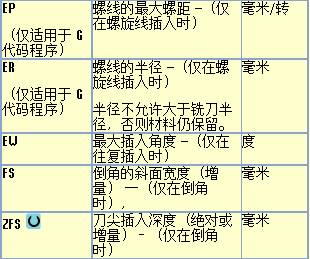 EP
（仅适用于 G
代码程序）
螺线的最大螺距 -（仅
在螺旋线插入时）
毫米/转
ER
（仅适用于 G
代码程序）
螺线的半径 -（仅在螺
旋线插入时）
半径不允许大于铣刀半
径，否则材料仍保留。
毫米
EW
最大插入角度 -（仅在
往复插入时）
度
FS
倒角的斜面宽度（增
量） —（仅在倒角
时），
毫米
ZFS
刀尖插入深度（绝对或
增量） -（仅在倒角
时）
毫米